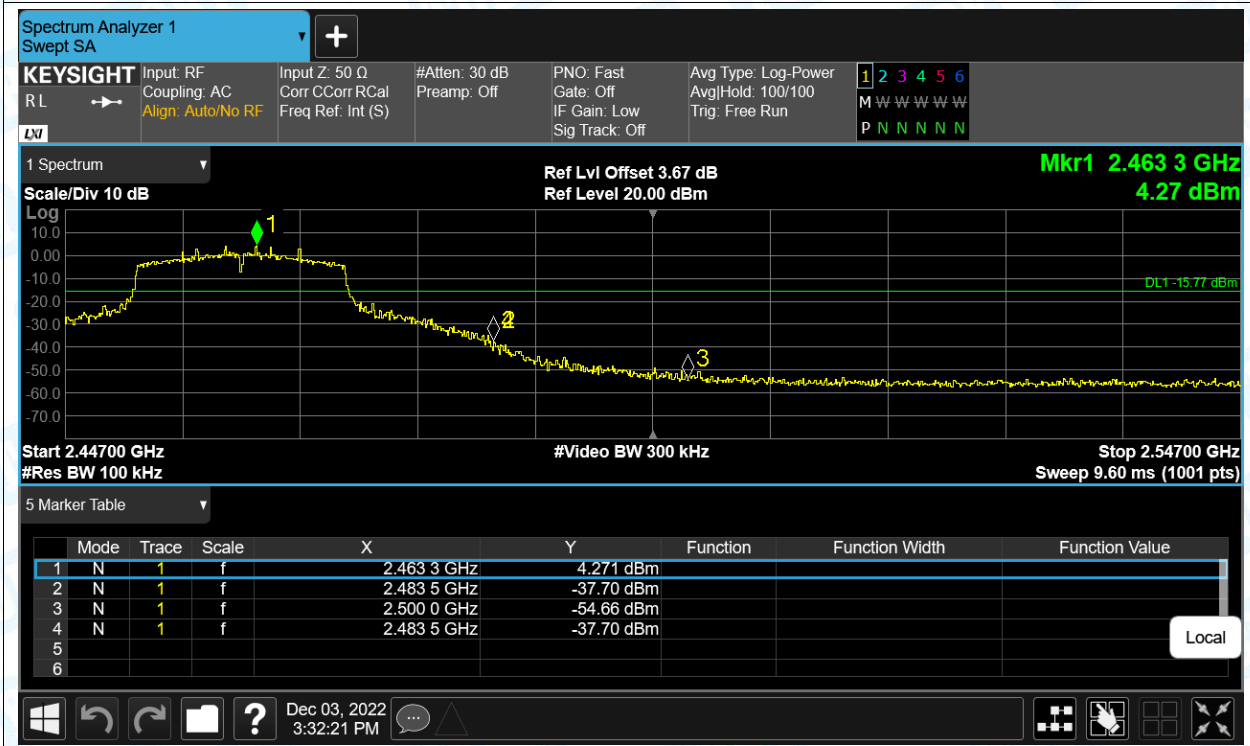 Spectrum Analyzer 1
Swept SA
KEYSIGHT
R L
LXI
Input: RF
Coupling: AC
Align: Auto/No RF
Input Z: 50 Ω
Corr CCorr RCal
Freq Ref: Int (S)
#Atten: 30 dB
Preamp: Off
PNO: Fast
Gate: Off
IF Gain: Low
Sig Track: Off
Avg Type: Log-Power
Avg|Hold: 100/100
Trig: Free Run
1 2 3 4 5 6
M W W W W W W
P N N N N N N
1 Spectrum
Scale/Div 10 dB
Ref Lvl Offset 3.67 dB
Ref Level 20.00 dBm
Mkr1 2.463 3 GHz
4.27 dBm
Log
10.0
0.00
-10.0
-20.0
-30.0
-40.0
-50.0
-60.0
-70.0
1
2
4
3
DL1 -15.77 dBm
Start 2.44700 GHz
#Video BW 300 kHz
Stop 2.54700 GHz
#Res BW 100 kHz
Sweep 9.60 ms (1001 pts)
5 Marker Table
Mode Trace Scale X Y Function Function Width Function Value
1 N 1 f 2.463 3 GHz 4.271 dBm
2 N 1 f 2.483 5 GHz -37.70 dBm
3 N 1 f 2.500 0 GHz -54.66 dBm
4 N 1 f 2.483 5 GHz -37.70 dBm
5
6
Local
?
Dec 03, 2022
3:32:21 PM